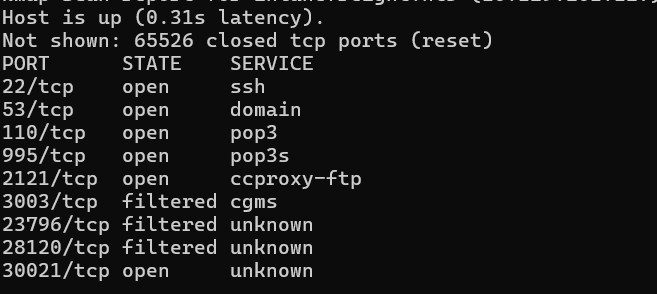 Host is up (0.31s latency).
Not shown: 65526 closed tcp ports (reset)
PORT      STATE    SERVICE
22/tcp    open     ssh
53/tcp    open     domain
110/tcp   open     pop3
995/tcp   open     pop3s
2121/tcp  open     ccproxy-ftp
3003/tcp  filtered cgms
23796/tcp filtered unknown
28120/tcp filtered unknown
30021/tcp open     unknown